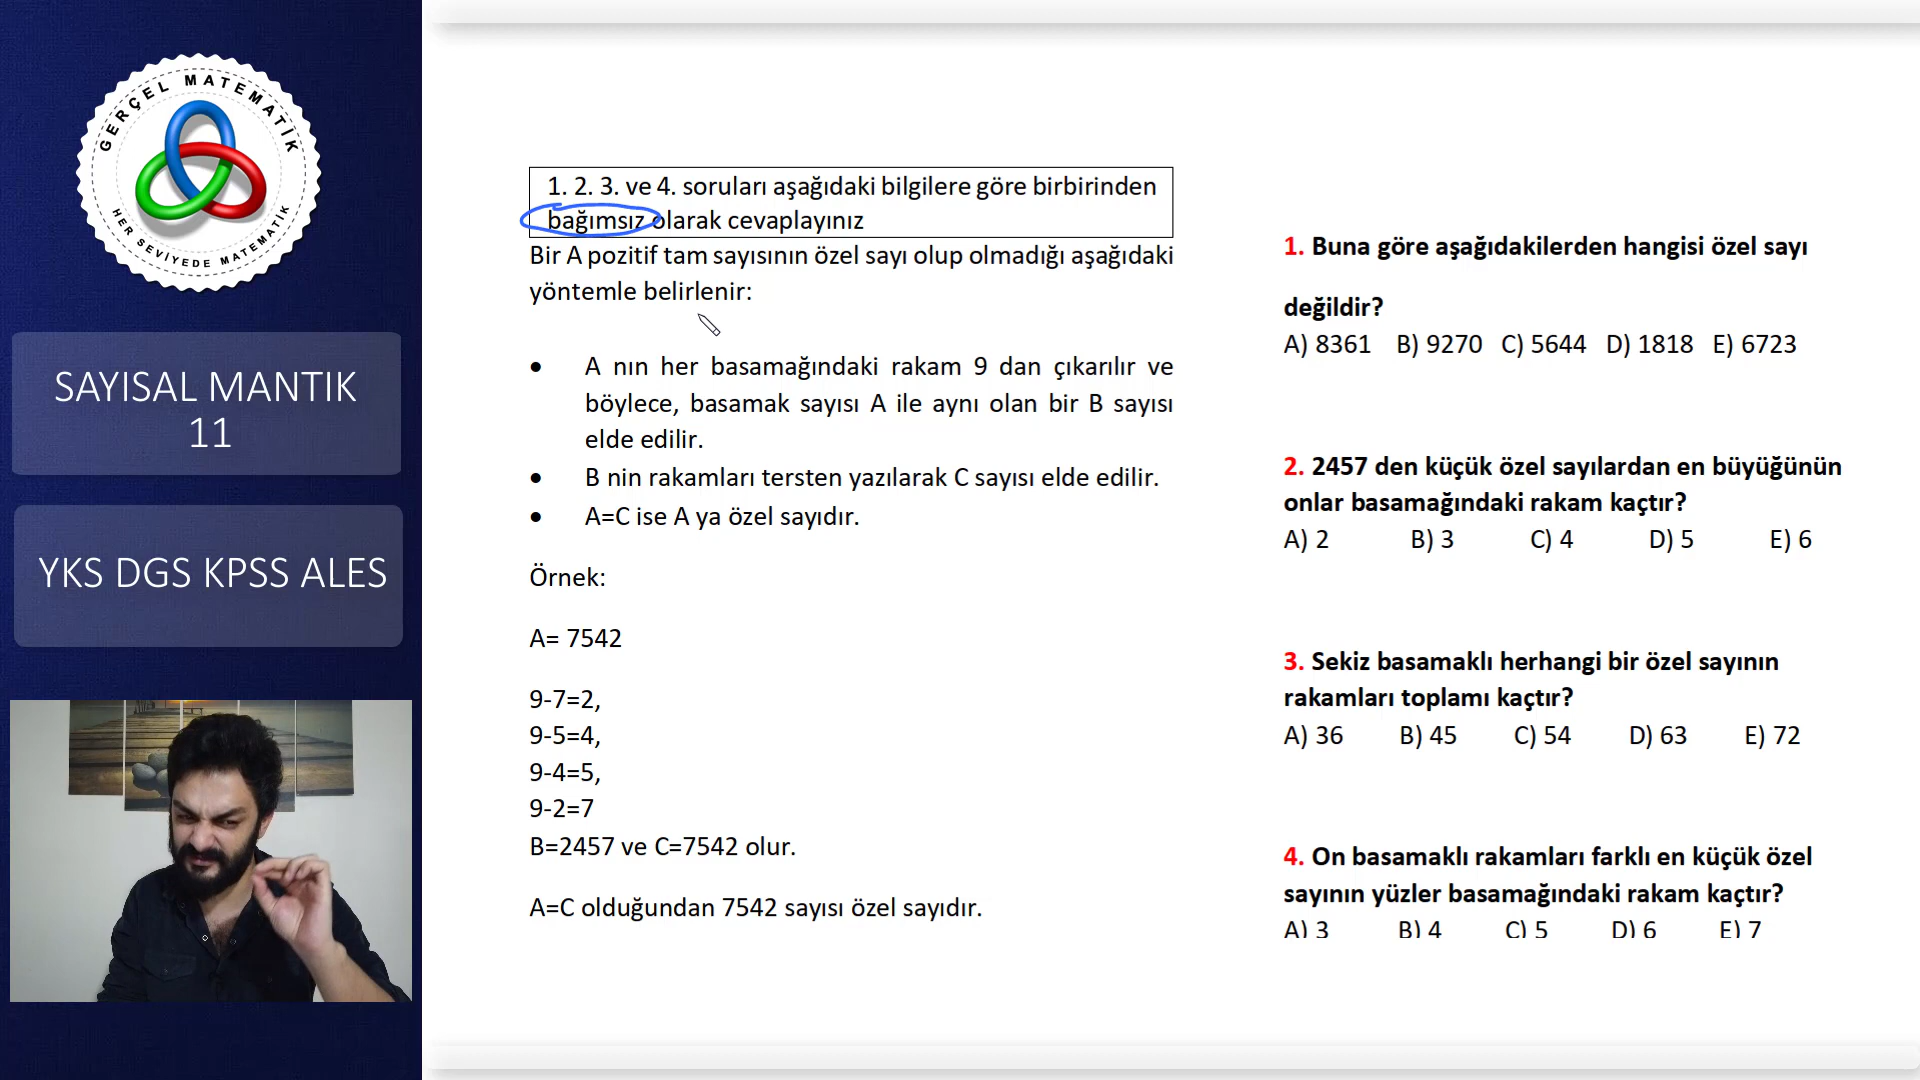 GERÇEL MATEMATİK
HER SEVİYEDE MATEMATİK
SAYISAL MANTIK
11
YKS DGS KPSS ALES
1. 2. 3. ve 4. soruları aşağıdaki bilgilere göre birbirinden
bağımsız olarak cevaplayınız
Bir A pozitif tam sayısının özel sayı olup olmadığı aşağıdaki
yöntemle belirlenir:
• A nın her basamağındaki rakam 9 dan çıkarılır ve
böylece, basamak sayısı A ile aynı olan bir B sayısı
elde edilir.
• B nin rakamları tersten yazılarak C sayısı elde edilir.
• A=C ise A ya özel sayıdır.
Örnek:
A= 7542
9-7=2,
9-5=4,
9-4=5,
9-2=7
B=2457 ve C=7542 olur.
A=C olduğundan 7542 sayısı özel sayıdır.
1. Buna göre aşağıdakilerden hangisi özel sayı
değildir?
A) 8361 B) 9270 C) 5644 D) 1818 E) 6723
2. 2457 den küçük özel sayılardan en büyüğünün
onlar basamağındaki rakam kaçtır?
A) 2 B) 3 C) 4 D) 5 E) 6
3. Sekiz basamaklı herhangi bir özel sayının
rakamları toplamı kaçtır?
A) 36 B) 45 C) 54 D) 63 E) 72
4. On basamaklı rakamları farklı en küçük özel
sayının yüzler basamağındaki rakam kaçtır?
A) 3 B) 4 C) 5 D) 6 E) 7